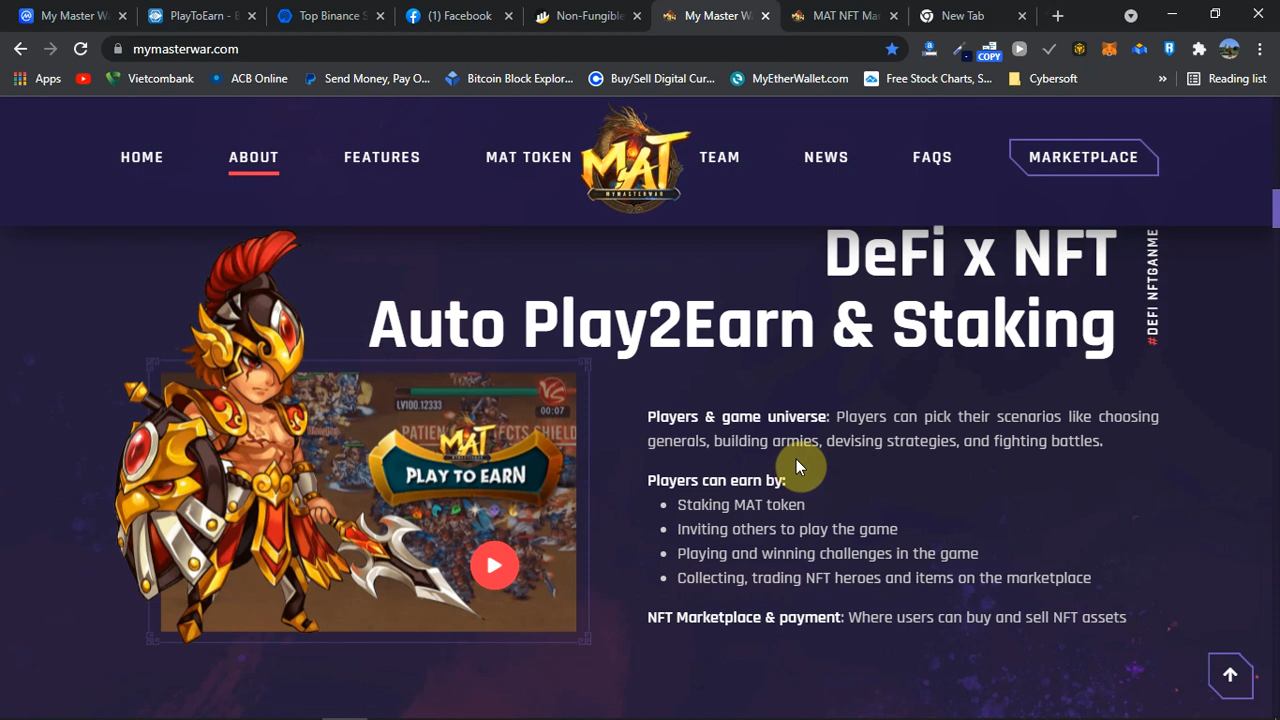 My Master Wa
PlayToEarn - B
Top Binance S
(1) Facebook
Non-Fungible
My Master W
MAT NFT Mar
New Tab
mymasterwar.com
COPY
Apps
Vietcombank
ACB Online
Send Money, Pay O...
Bitcoin Block Explor...
Buy/Sell Digital Cur...
MyEtherWallet.com
Free Stock Charts, S...
Cybersoft
»
Reading list
HOME
ABOUT
FEATURES
MAT TOKEN
MAT
MYMASTERWAR
TEAM
NEWS
FAQS
MARKETPLACE
DeFi x NFT
Auto Play2Earn & Staking
#DEFI NFTGANME
LV100.12333
00:07
MAT
PLAY TO EARN
Players & game universe: Players can pick their scenarios like choosing
generals, building armies, devising strategies, and fighting battles.
Players can earn by:
• Staking MAT token
• Inviting others to play the game
• Playing and winning challenges in the game
• Collecting, trading NFT heroes and items on the marketplace
NFT Marketplace & payment: Where users can buy and sell NFT assets